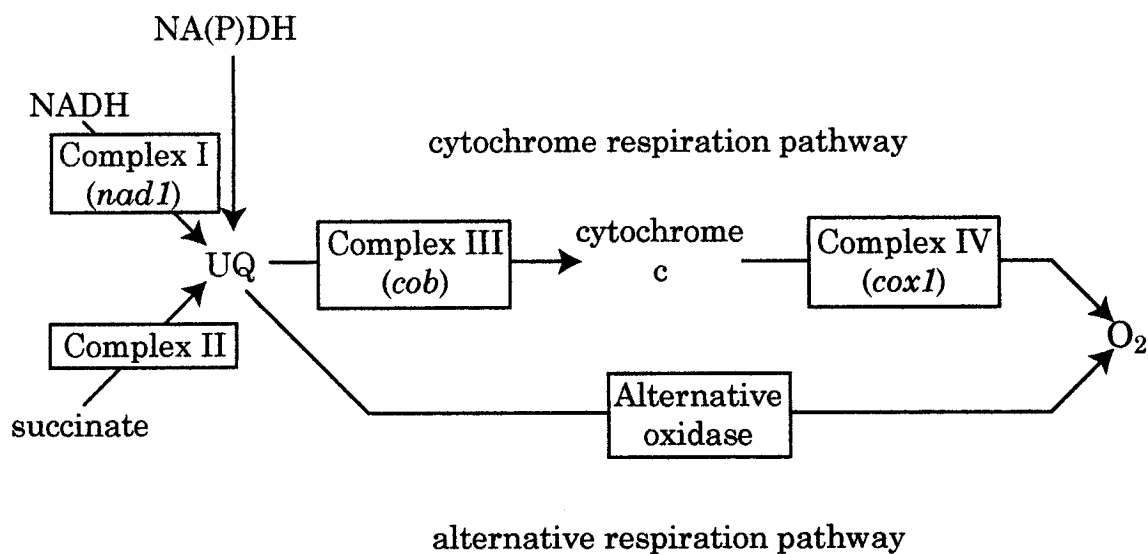 NA(P)DH
NADH
Complex I
(nad1)
cytochrome respiration pathway
UQ
Complex III
(cob)
cytochrome
c
Complex IV
(cox1)
O₂
Complex II
succinate
Alternative
oxidase
alternative respiration pathway